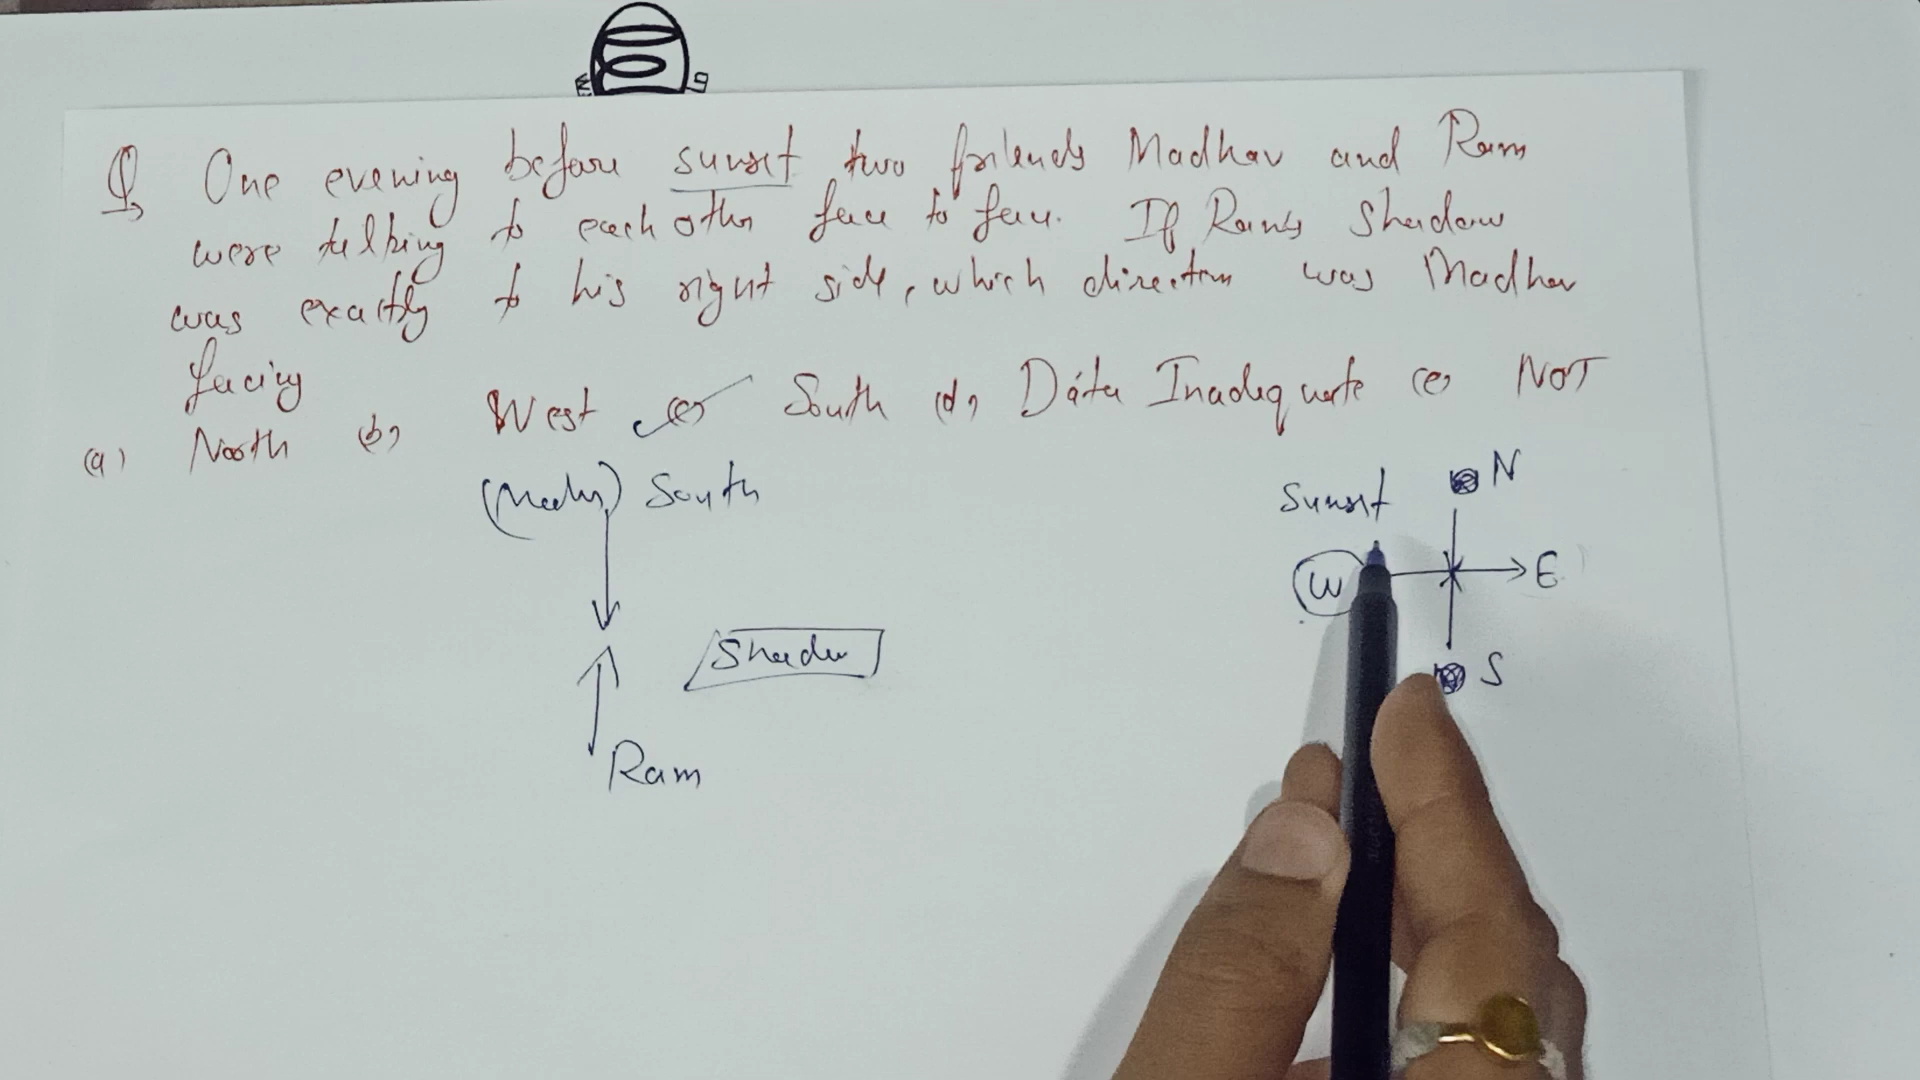 Q One evening before sunset two friends Madhav and Ram
were talking to each other face to face. If Ram's Shadow
was exactly to his right side, which direction was Madhav
facing
(a) North (b) West (c) South (d) Data Inadequate (e) NOT
(Madhv) South
Sunset
N
W
E
Shadow
S
Ram